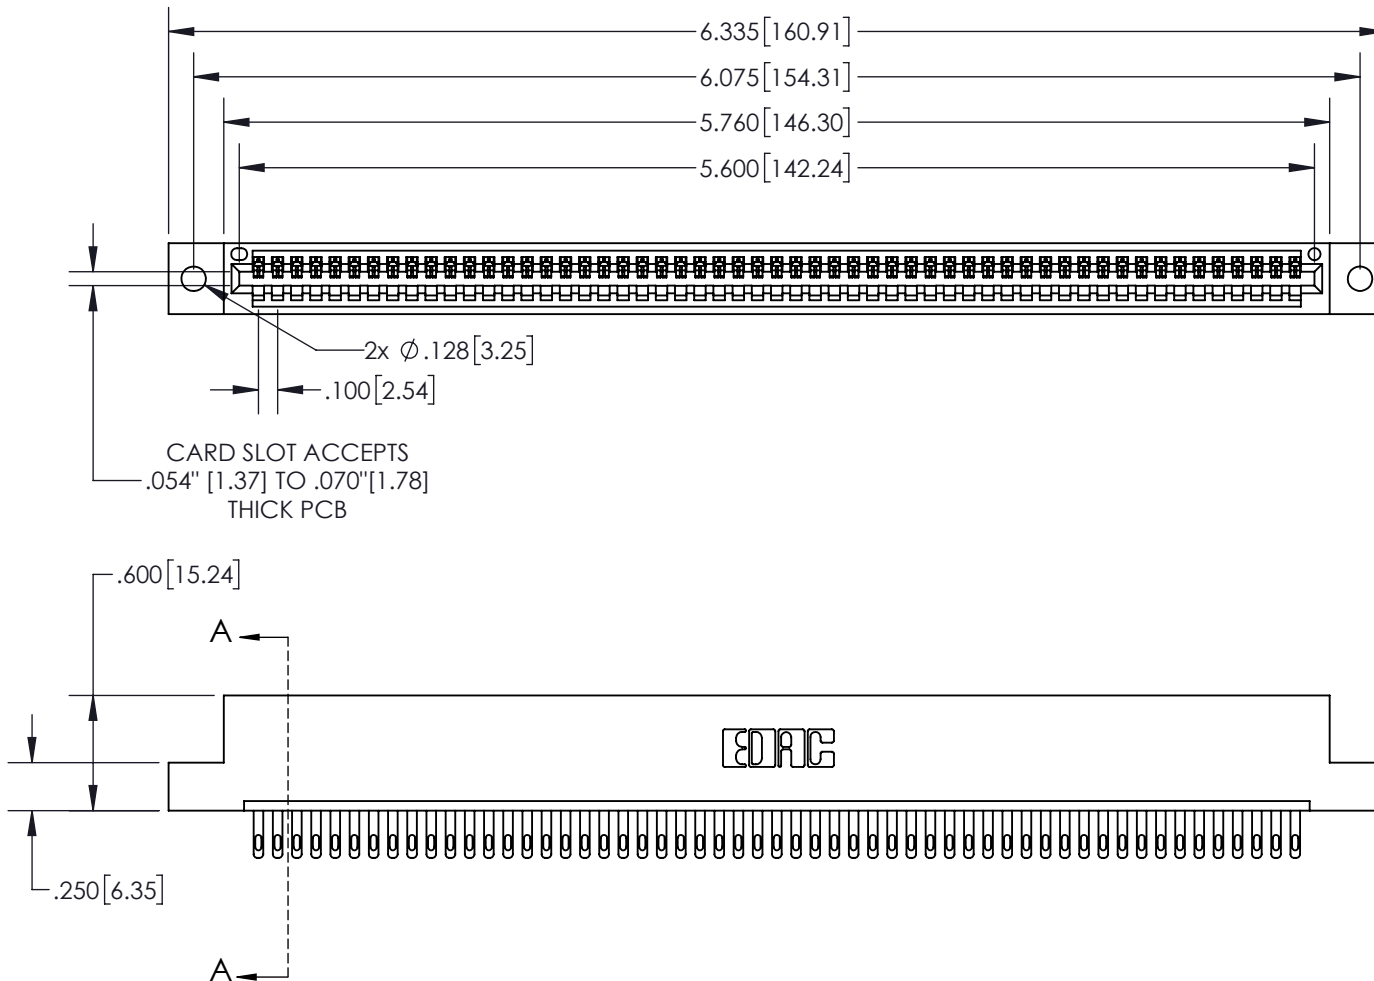 6.335[160.91]
6.075[154.31]
5.760[146.30]
5.600[142.24]
2x Ø.128[3.25]
.100[2.54]
CARD SLOT ACCEPTS
.054" [1.37] TO .070"[1.78]
THICK PCB
.600[15.24]
A
EDAC
.250[6.35]
A